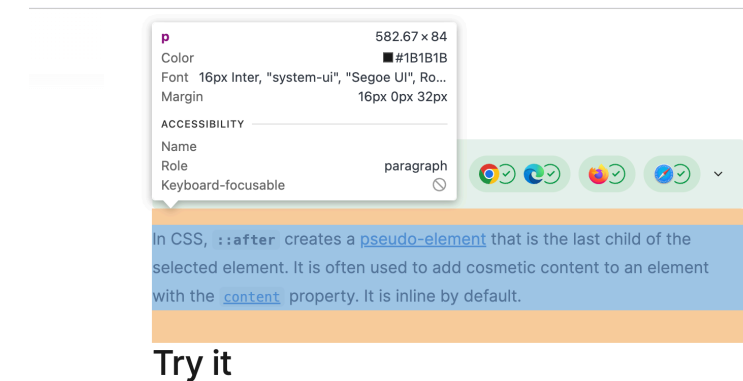 p 582.67 × 84
Color #1B1B1B
Font 16px Inter, "system-ui", "Segoe UI", Ro...
Margin 16px 0px 32px
ACCESSIBILITY
Name
Role paragraph
Keyboard-focusable
In CSS, ::after creates a pseudo-element that is the last child of the
selected element. It is often used to add cosmetic content to an element
with the content property. It is inline by default.
Try it